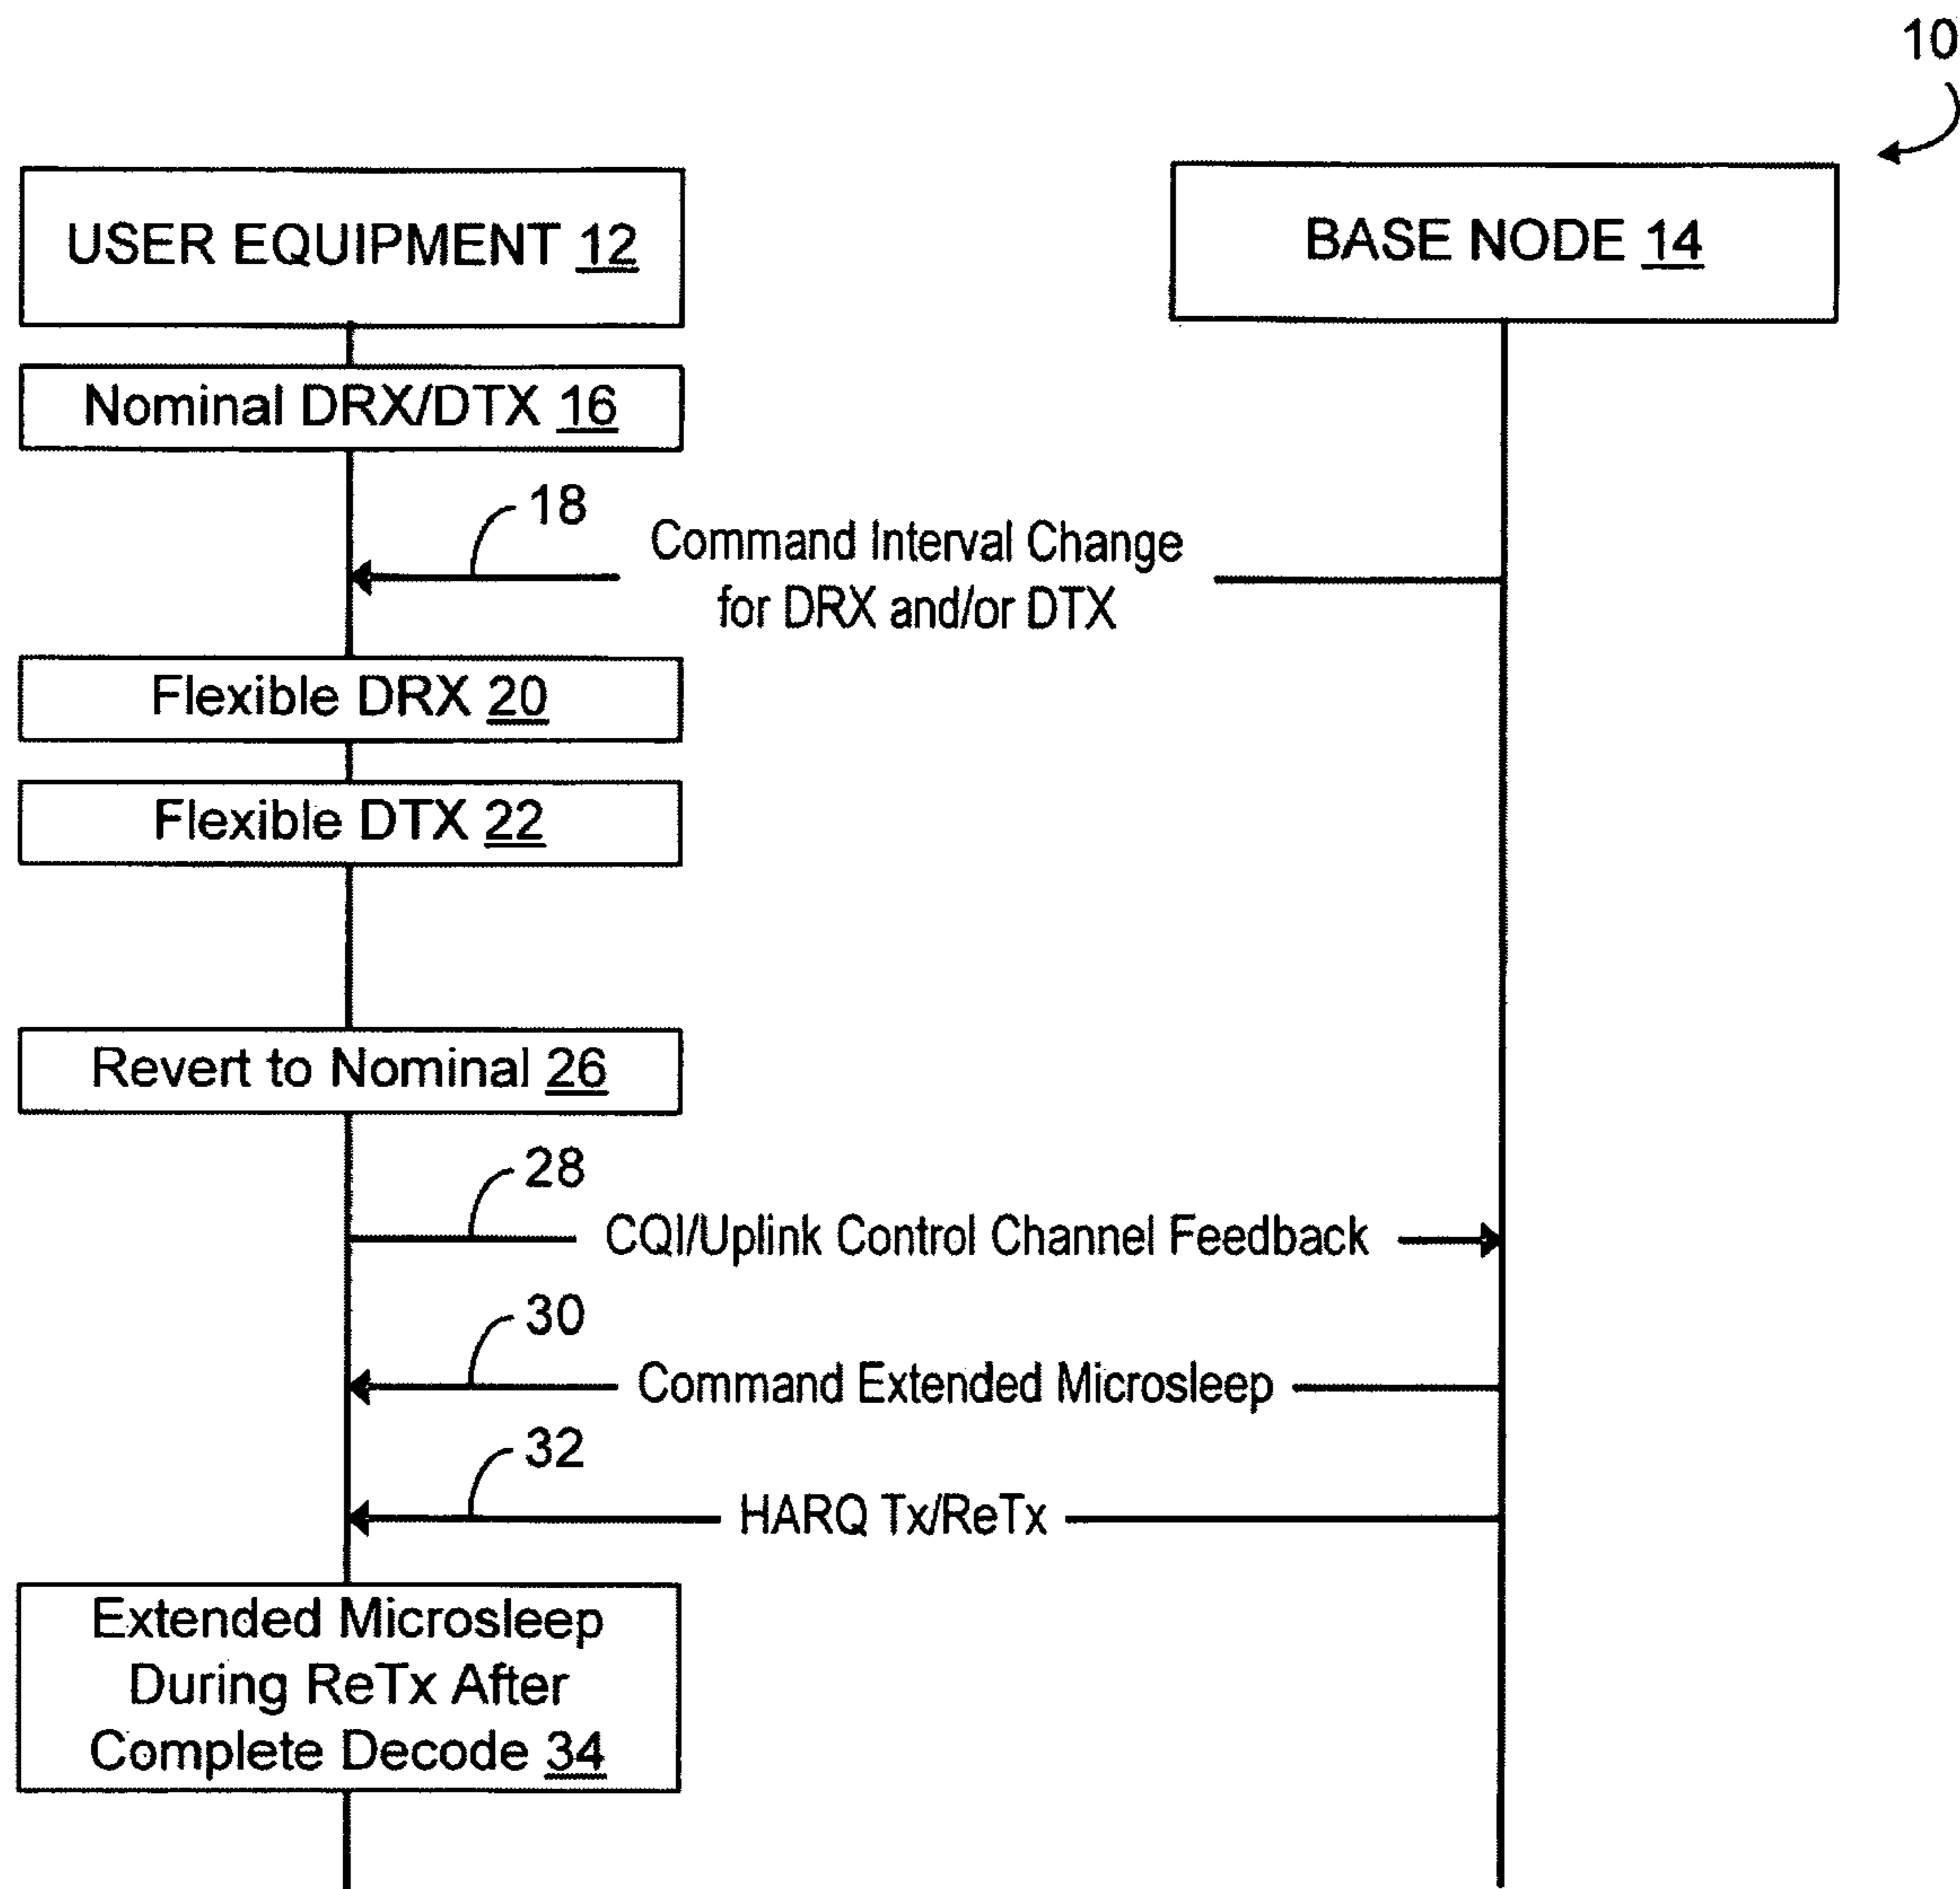 10
USER EQUIPMENT 12
BASE NODE 14
Nominal DRX/DTX 16
18
Command Interval Change
for DRX and/or DTX
Flexible DRX 20
Flexible DTX 22
Revert to Nominal 26
28
CQI/Uplink Control Channel Feedback
30
Command Extended Microsleep
32
HARQ Tx/ReTx
Extended Microsleep
During ReTx After
Complete Decode 34